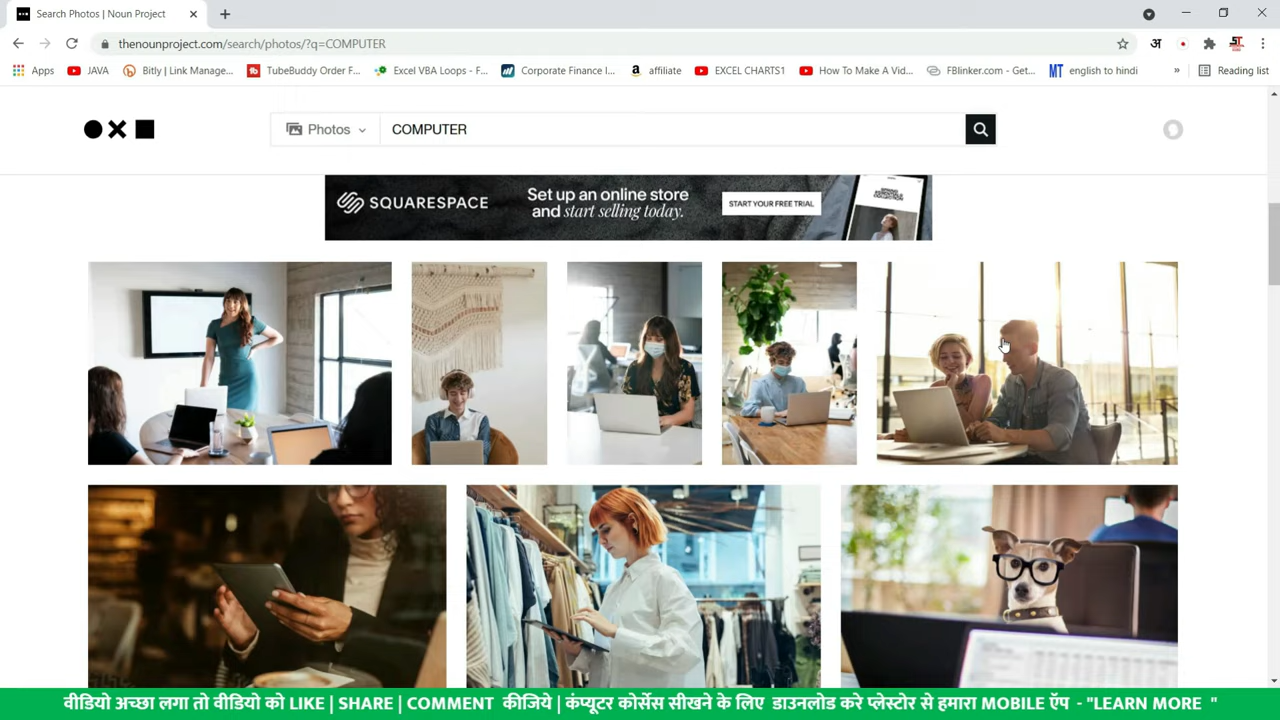 Search Photos | Noun Project
thenounproject.com/search/photos/?q=COMPUTER
अ
Apps
JAVA
Bitly | Link Manage...
TubeBuddy Order F...
Excel VBA Loops - F...
Corporate Finance I...
affiliate
EXCEL CHARTS1
How To Make A Vid...
FBlinker.com - Get...
MT english to hindi
»
Reading list
Photos
COMPUTER
SQUARESPACE
Set up an online store
and start selling today.
START YOUR FREE TRIAL
वीडियो अच्छा लगा तो वीडियो को LIKE | SHARE | COMMENT कीजिये | कंप्यूटर कोर्सेस सीखने के लिए डाउनलोड करे प्लेस्टोर से हमारा MOBILE ऍप - "LEARN MORE "